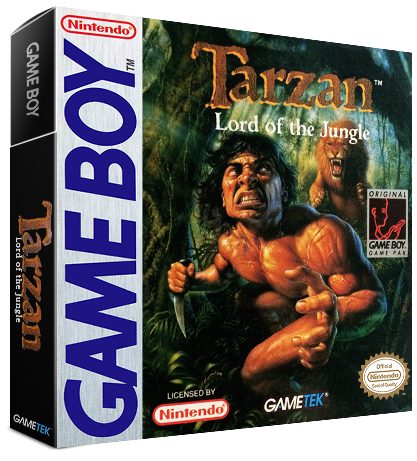 GAME BOY
Tarzan
Lord of the Jungle
GAMETEK
Nintendo®
GAME BOY™
Tarzan™
Lord of the Jungle
ORIGINAL
GAME BOY
GAME PAK
Official
Nintendo
Seal of Quality
LICENSED BY
Nintendo
GAMETEK®